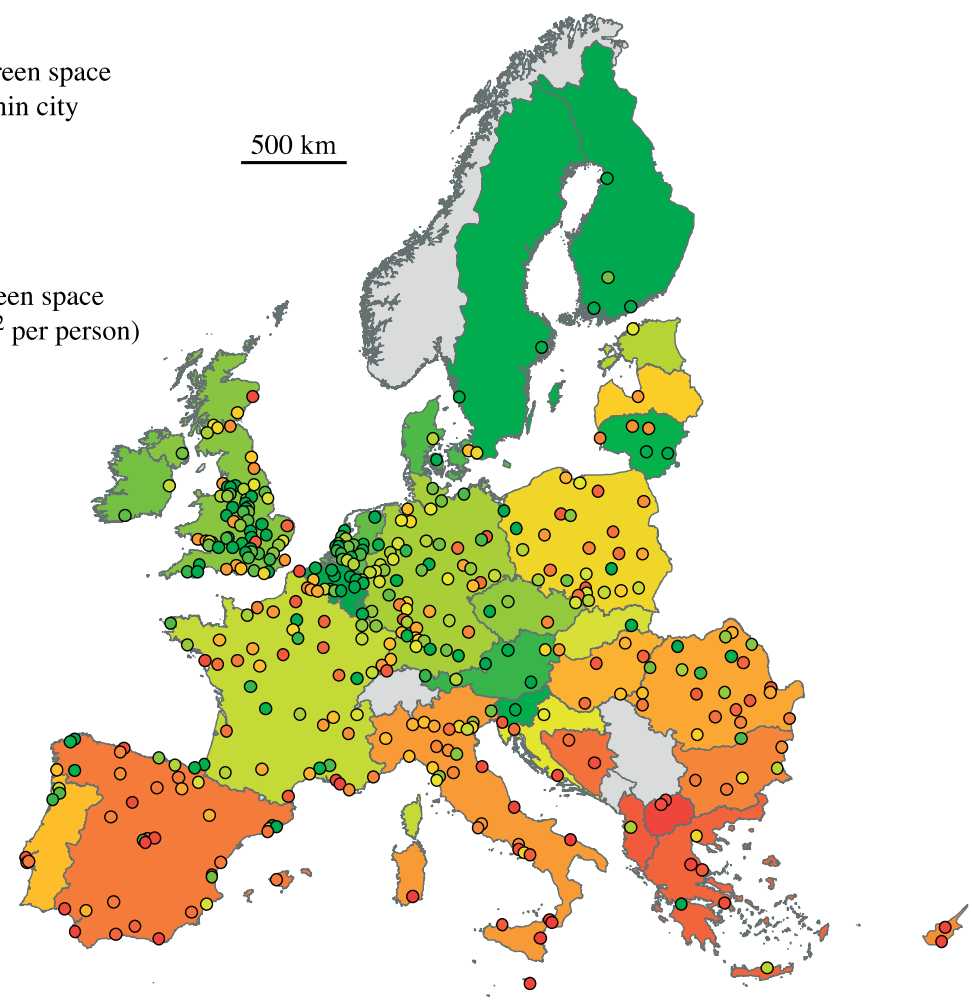 reen space
hin city
500 km
een space
² per person)